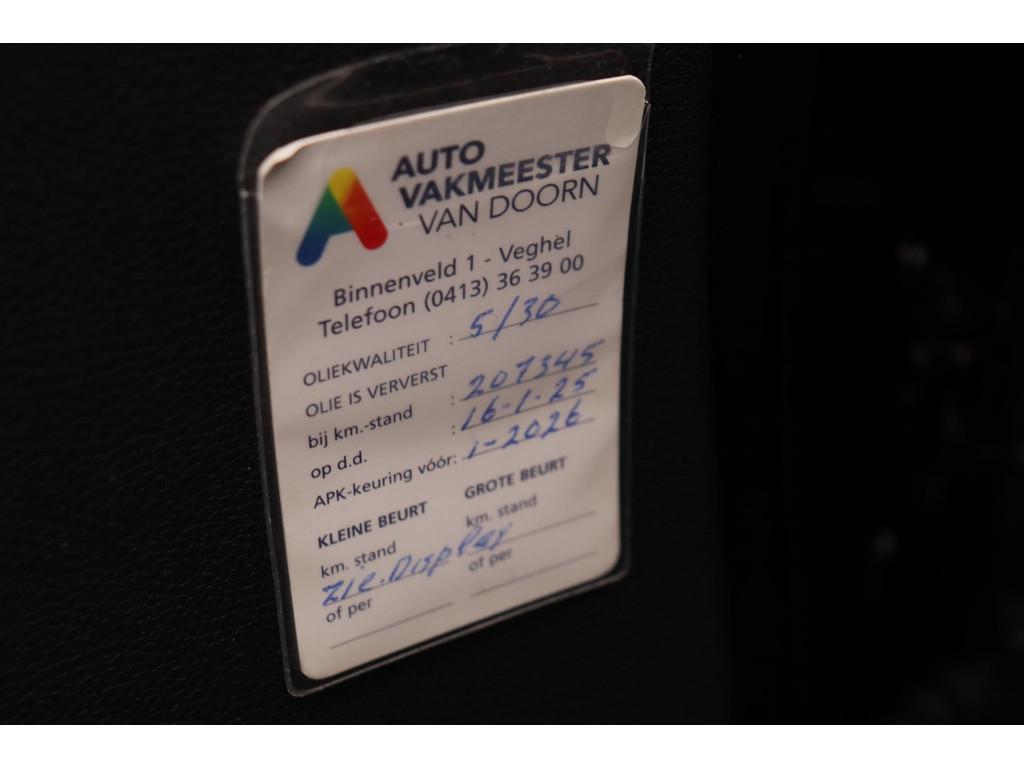 AUTO
VAKMEESTER
VAN DOORN
Binnenveld 1 - Veghel
Telefoon (0413) 36 39 00
OLIEKWALITEIT : 5/30
OLIE IS VERVERST
bij km.-stand : 207345
op d.d. : 16-1-25
APK-keuring vóór: 1-2026
KLEINE BEURT GROTE BEURT
km. stand km. stand
zie. Display
of per of per